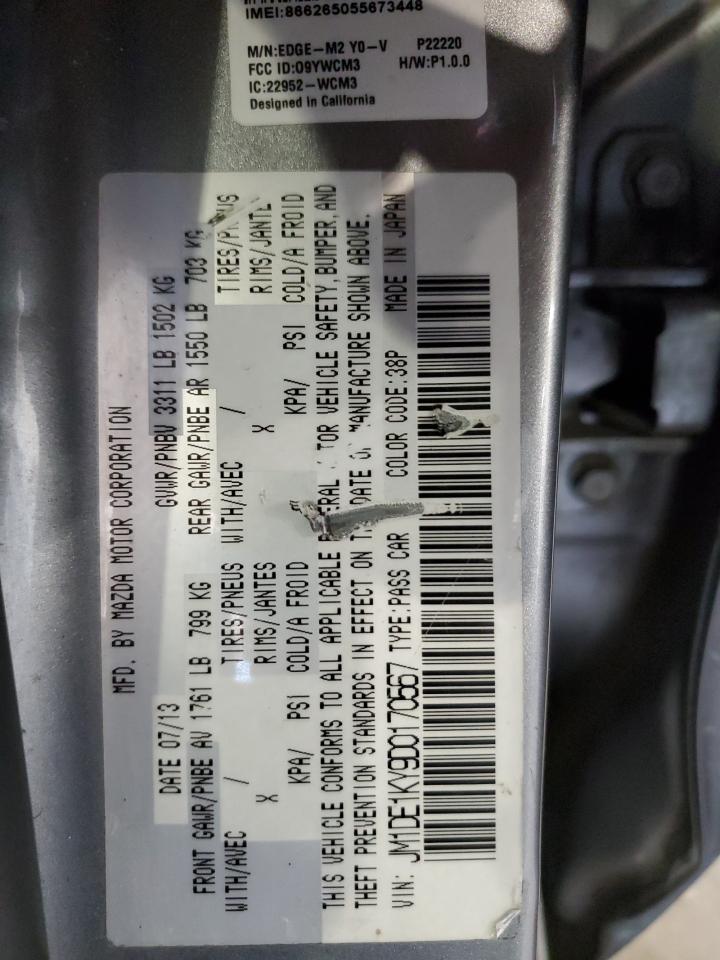 IMEI:866265055673448
M/N:EDGE-M2 Y0-V P22220
FCC ID:O9YWCM3 H/W:P1.0.0
IC:22952-WCM3
Designed in California
MFD. BY MAZDA MOTOR CORPORATION
DATE 07/13 GVWR/PNBV 3311 LB 1502 KG
FRONT GAWR/PNBE AV 1761 LB 799 KG REAR GAWR/PNBE AR 1550 LB 703 KG
WITH/AVEC / TIRES/PNEUS WITH/AVEC / TIRES/PNEUS
X RIMS/JANTES X RIMS/JANTE
KPA/ PSI COLD/A FROID KPA/ PSI COLD/A FROID
THIS VEHICLE CONFORMS TO ALL APPLICABLE ERAL TOR VEHICLE SAFETY, BUMPER, AND
THEFT PREVENTION STANDARDS IN EFFECT ON DATE MANUFACTURE SHOWN ABOVE.
VIN: JM1DE1KY9D0170567 TYPE:PASS CAR COLOR CODE:38P MADE IN JAPAN